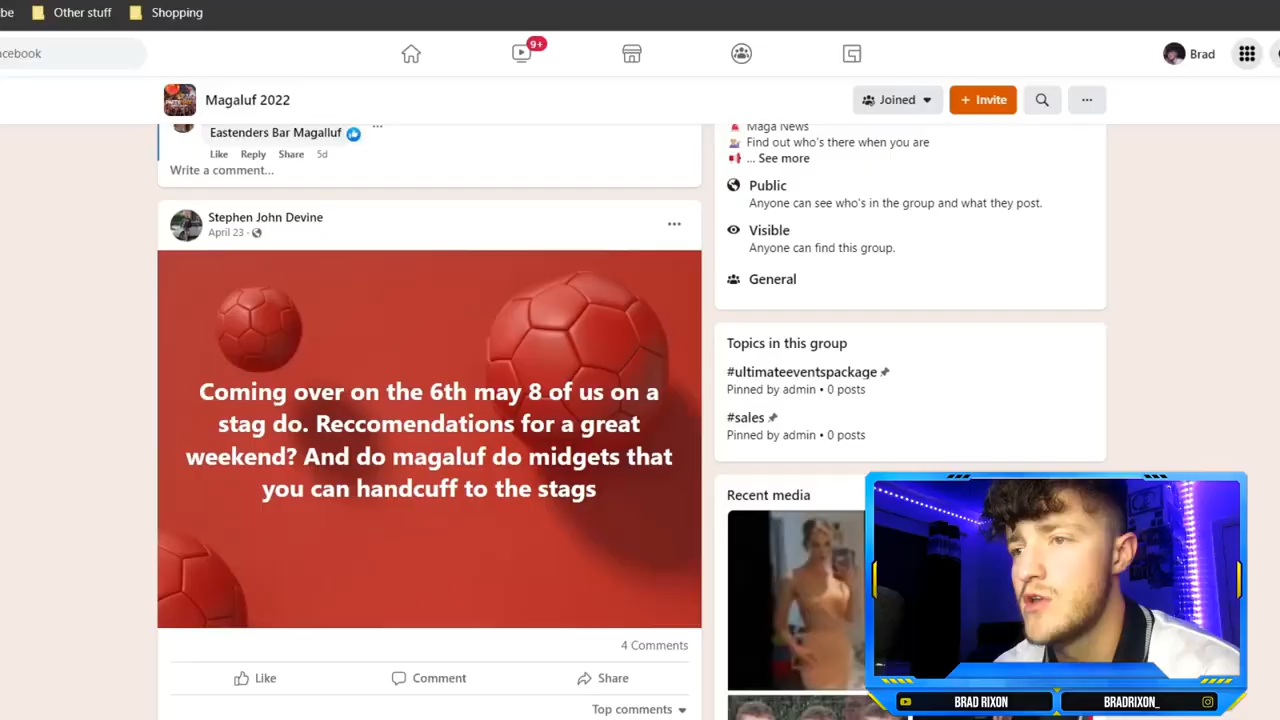 be
Other stuff
Shopping
acebook
9+
Brad
Magaluf 2022
Joined
+ Invite
Eastenders Bar Magalluf
Like Reply Share 5d
Write a comment...
Maga News
Find out who's there when you are
... See more
Public
Anyone can see who's in the group and what they post.
Visible
Anyone can find this group.
General
Stephen John Devine
April 23
Coming over on the 6th may 8 of us on a
stag do. Reccomendations for a great
weekend? And do magaluf do midgets that
you can handcuff to the stags
4 Comments
Like
Comment
Share
Top comments
Topics in this group
#ultimateeventspackage
Pinned by admin • 0 posts
#sales
Pinned by admin • 0 posts
Recent media
BRAD RIXON
BRADRIXON_